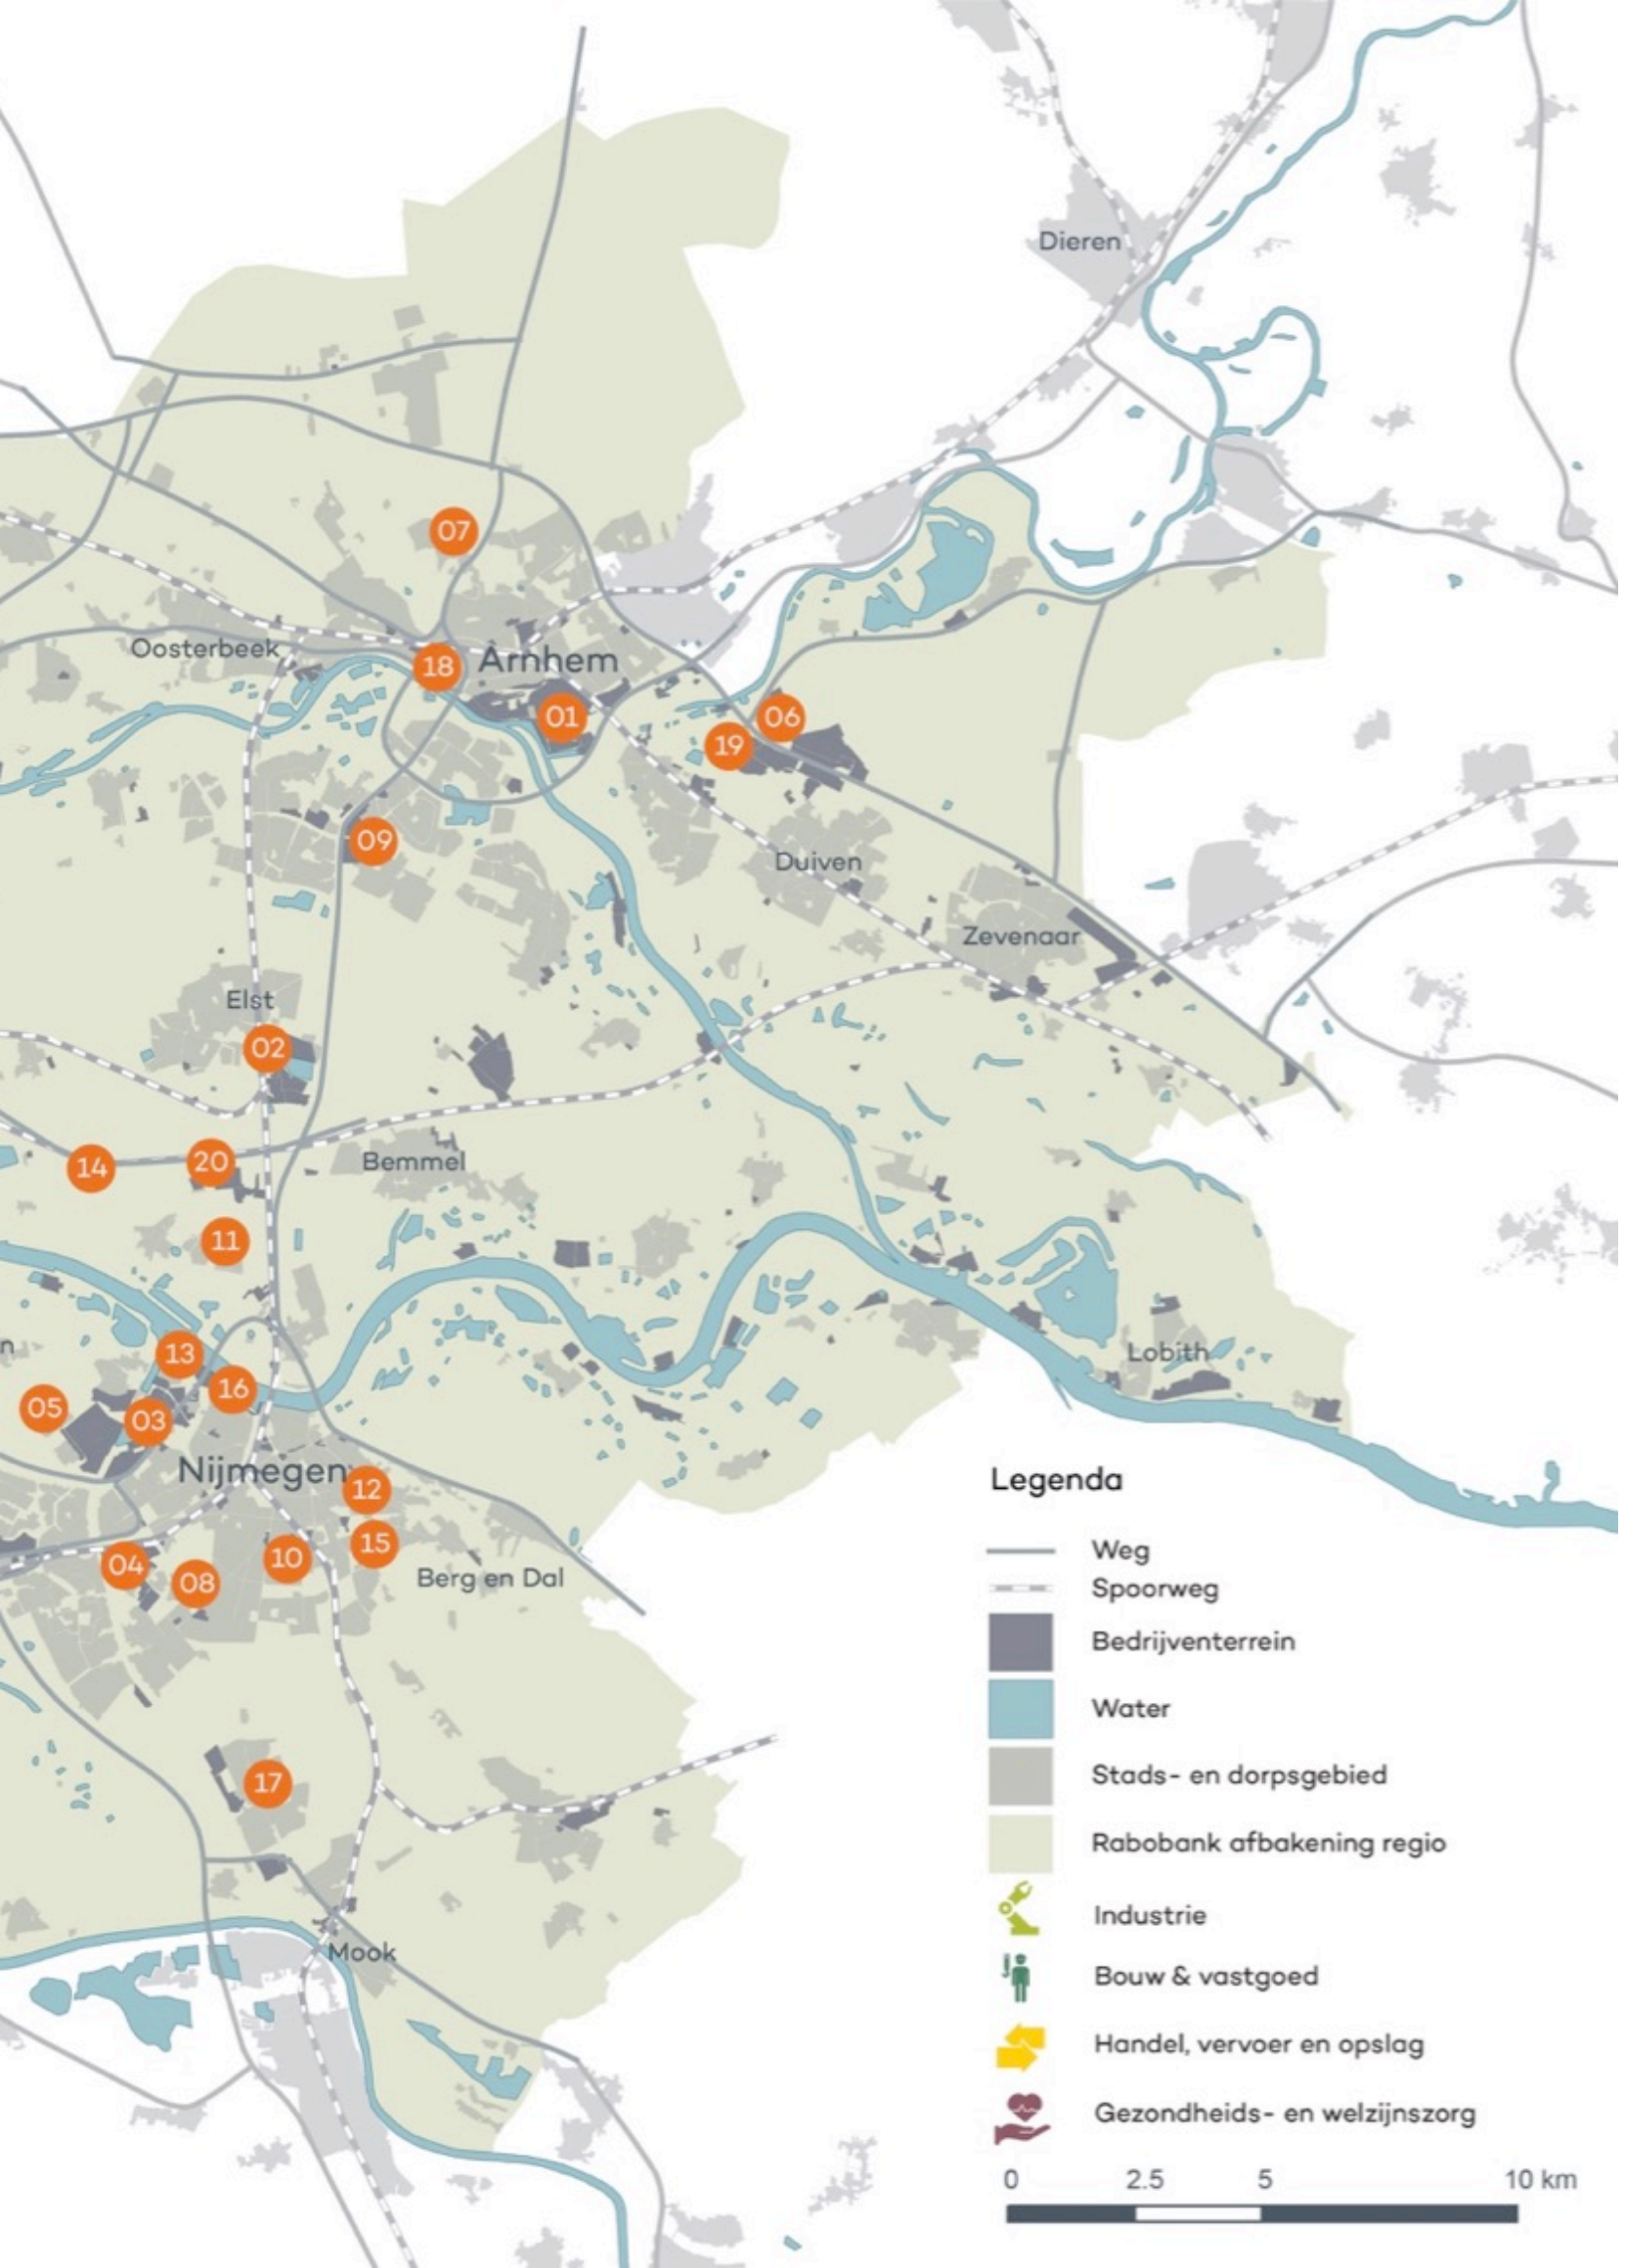 Dieren
07
Oosterbeek
18
Arnhem
01
06
19
09
Duiven
Zevenaar
Elst
02
14
20
Bemmel
11
n
13
16
05
03
Lobith
Nijmegen
12
15
04
08
10
Berg en Dal
17
Mook
Legenda
Weg
Spoorweg
Bedrijventerrein
Water
Stads- en dorpsgebied
Rabobank afbakening regio
Industrie
Bouw & vastgoed
Handel, vervoer en opslag
Gezondheids- en welzijnszorg
0 2.5 5 10 km